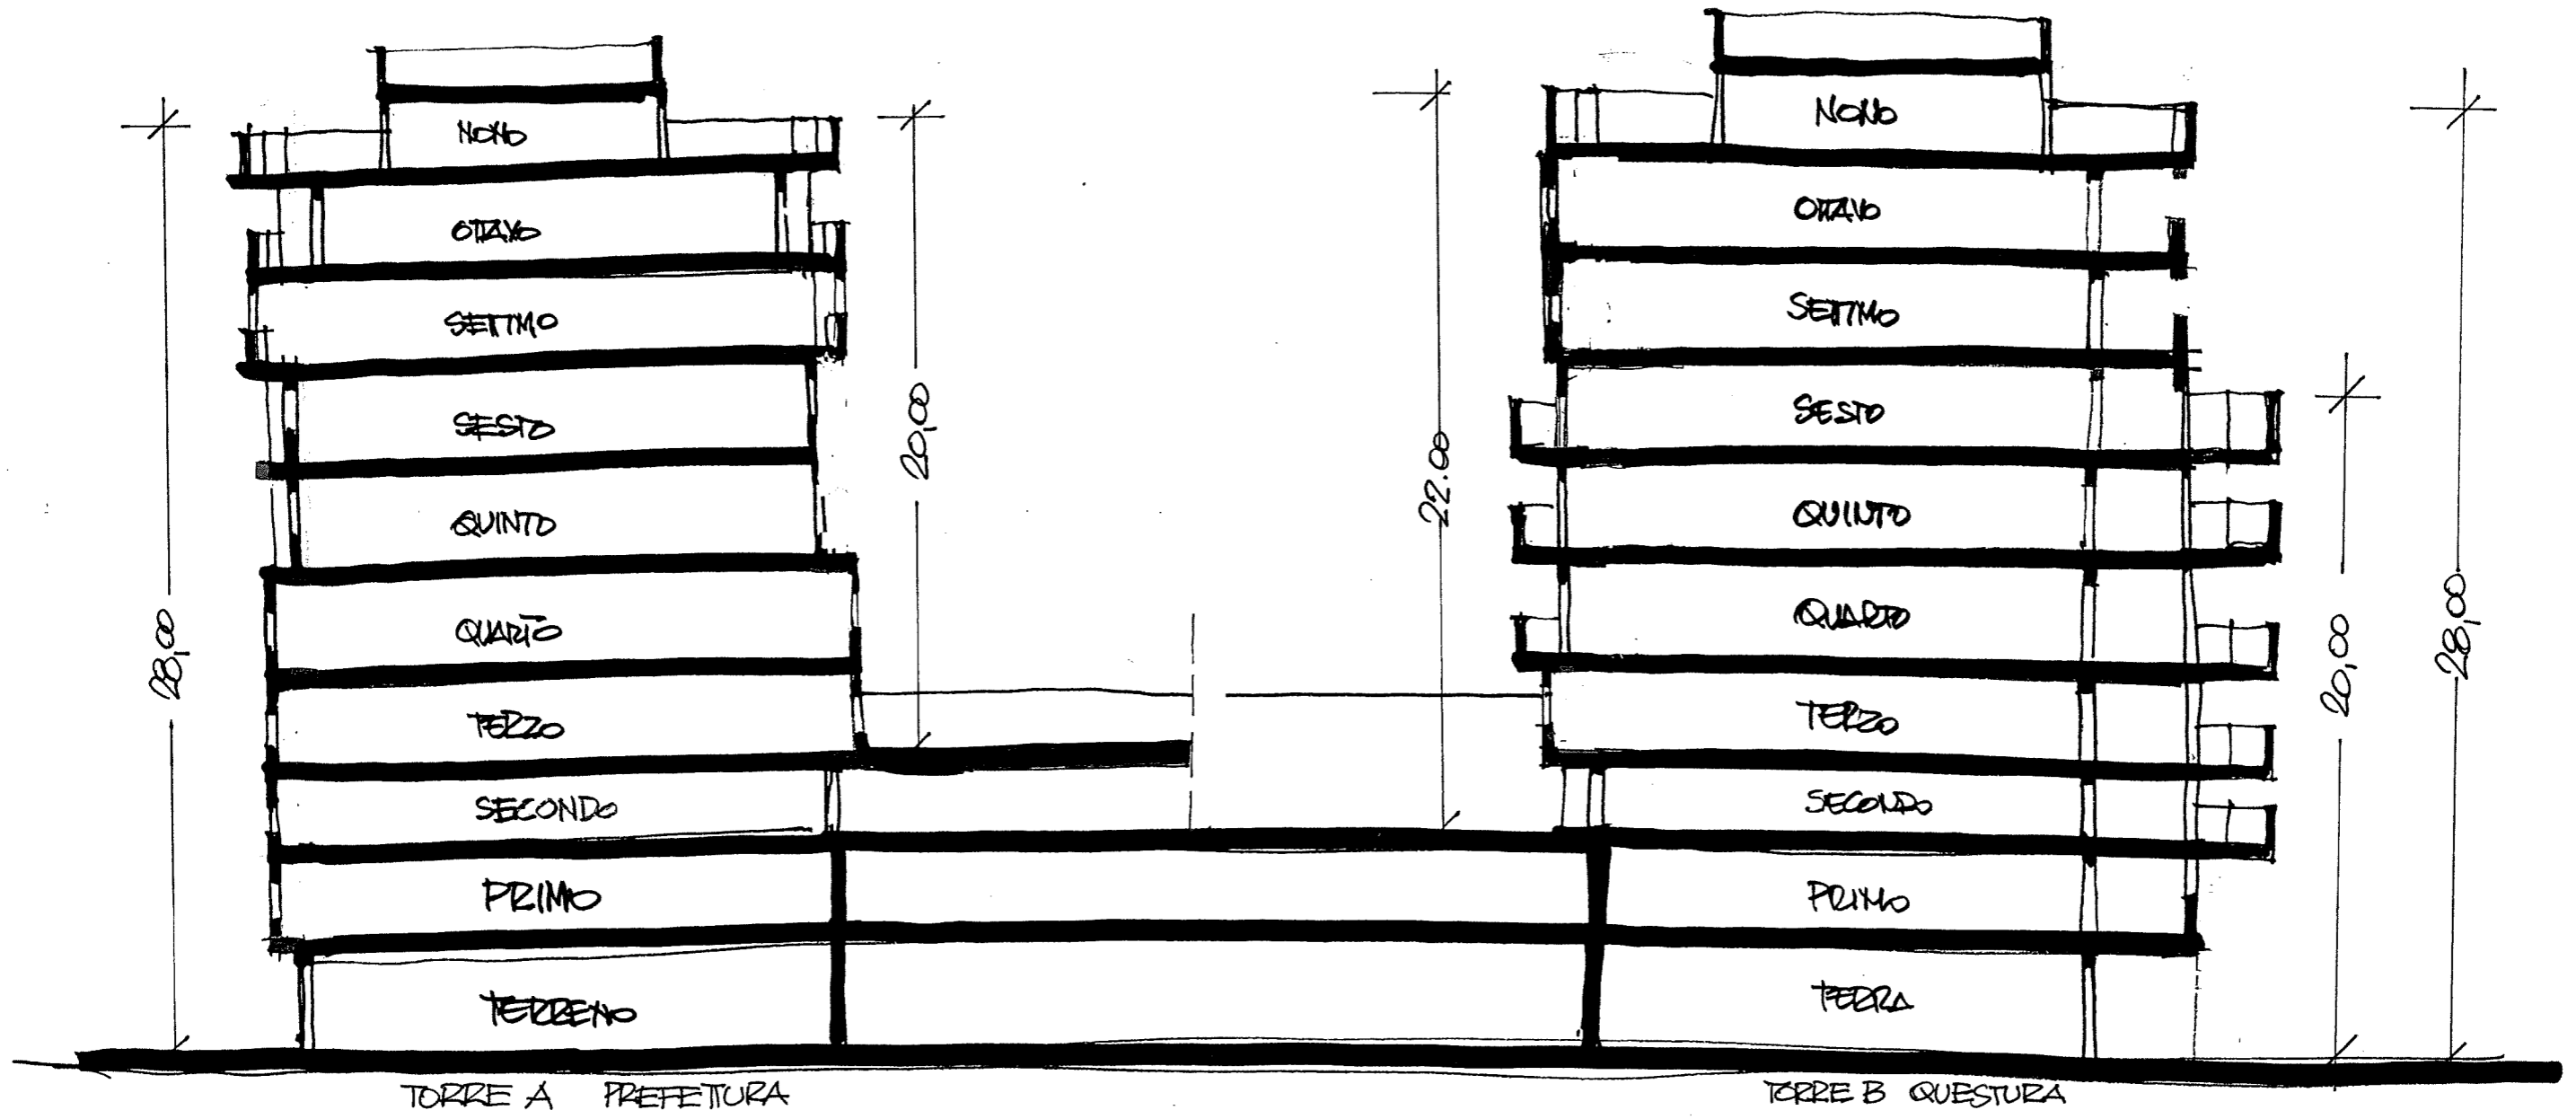 NONO
OTTAVO
SETTIMO
SESTO
QUINTO
QUARTO
TERZO
SECONDO
PRIMO
TERRENO
28,00
20,00
TORRE A PREFETTURA
22.00
NONO
OTTAVO
SETTIMO
SESTO
QUINTO
QUARTO
TERZO
SECONDO
PRIMO
TERRA
20,00
28,00
TORRE B QUESTURA